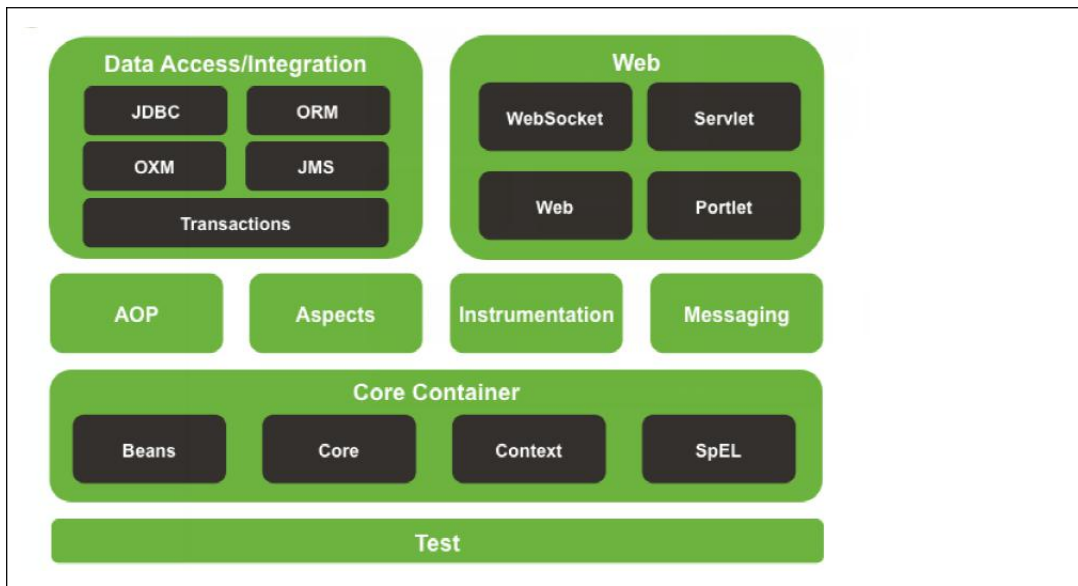 Data Access/Integration
JDBC
ORM
OXM
JMS
Transactions
Web
WebSocket
Servlet
Web
Portlet
AOP
Aspects
Instrumentation
Messaging
Core Container
Beans
Core
Context
SpEL
Test